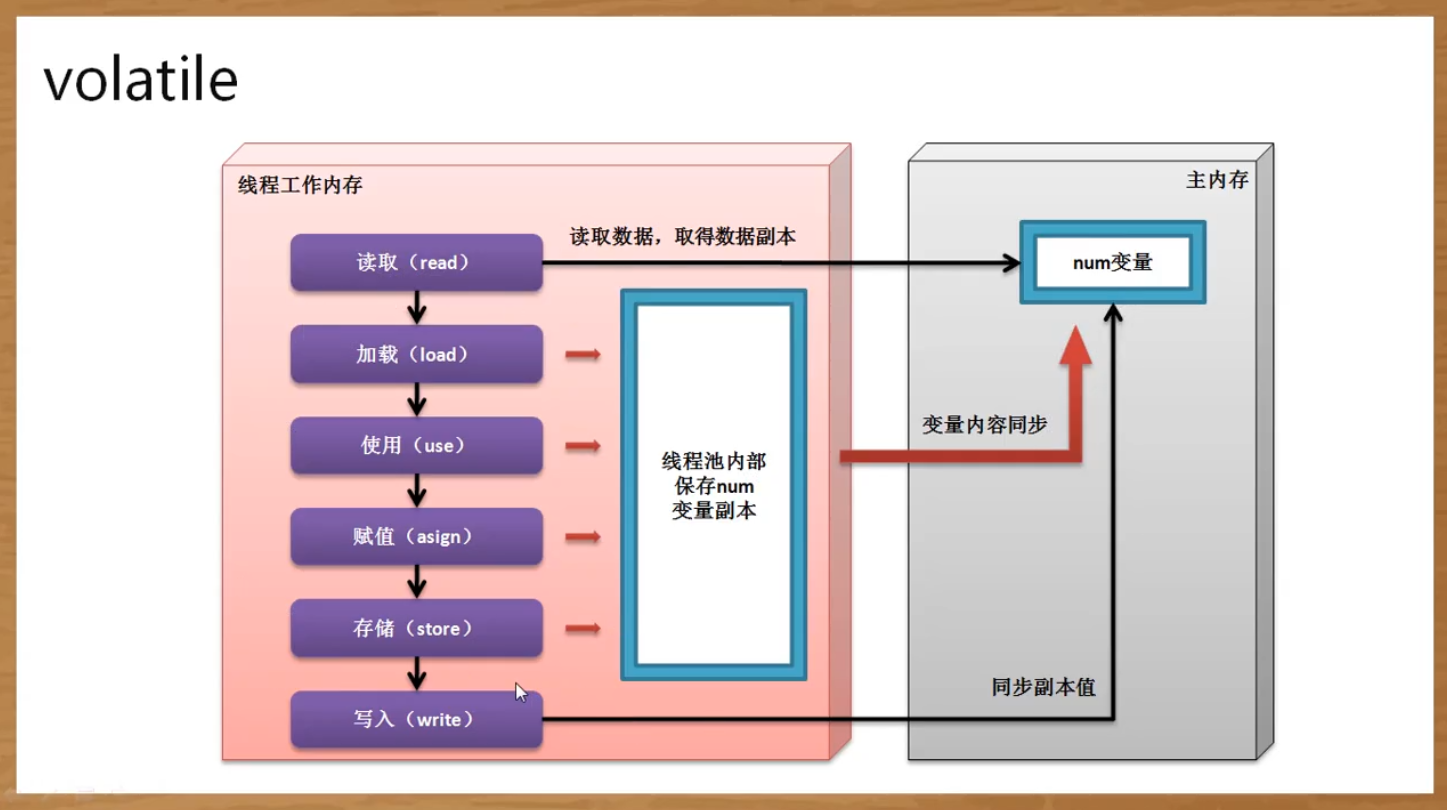 volatile
线程工作内存
主内存
读取（read）
读取数据，取得数据副本
num变量
加载（load）
使用（use）
变量内容同步
线程池内部
保存num
变量副本
赋值（asign）
存储（store）
同步副本值
写入（write）